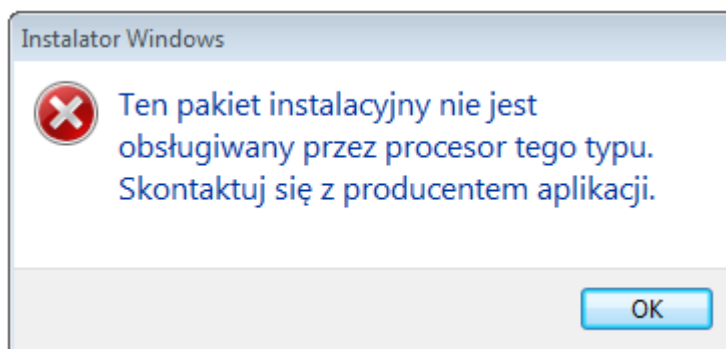 Instalator Windows
Ten pakiet instalacyjny nie jest
obsługiwany przez procesor tego typu.
Skontaktuj się z producentem aplikacji.
OK